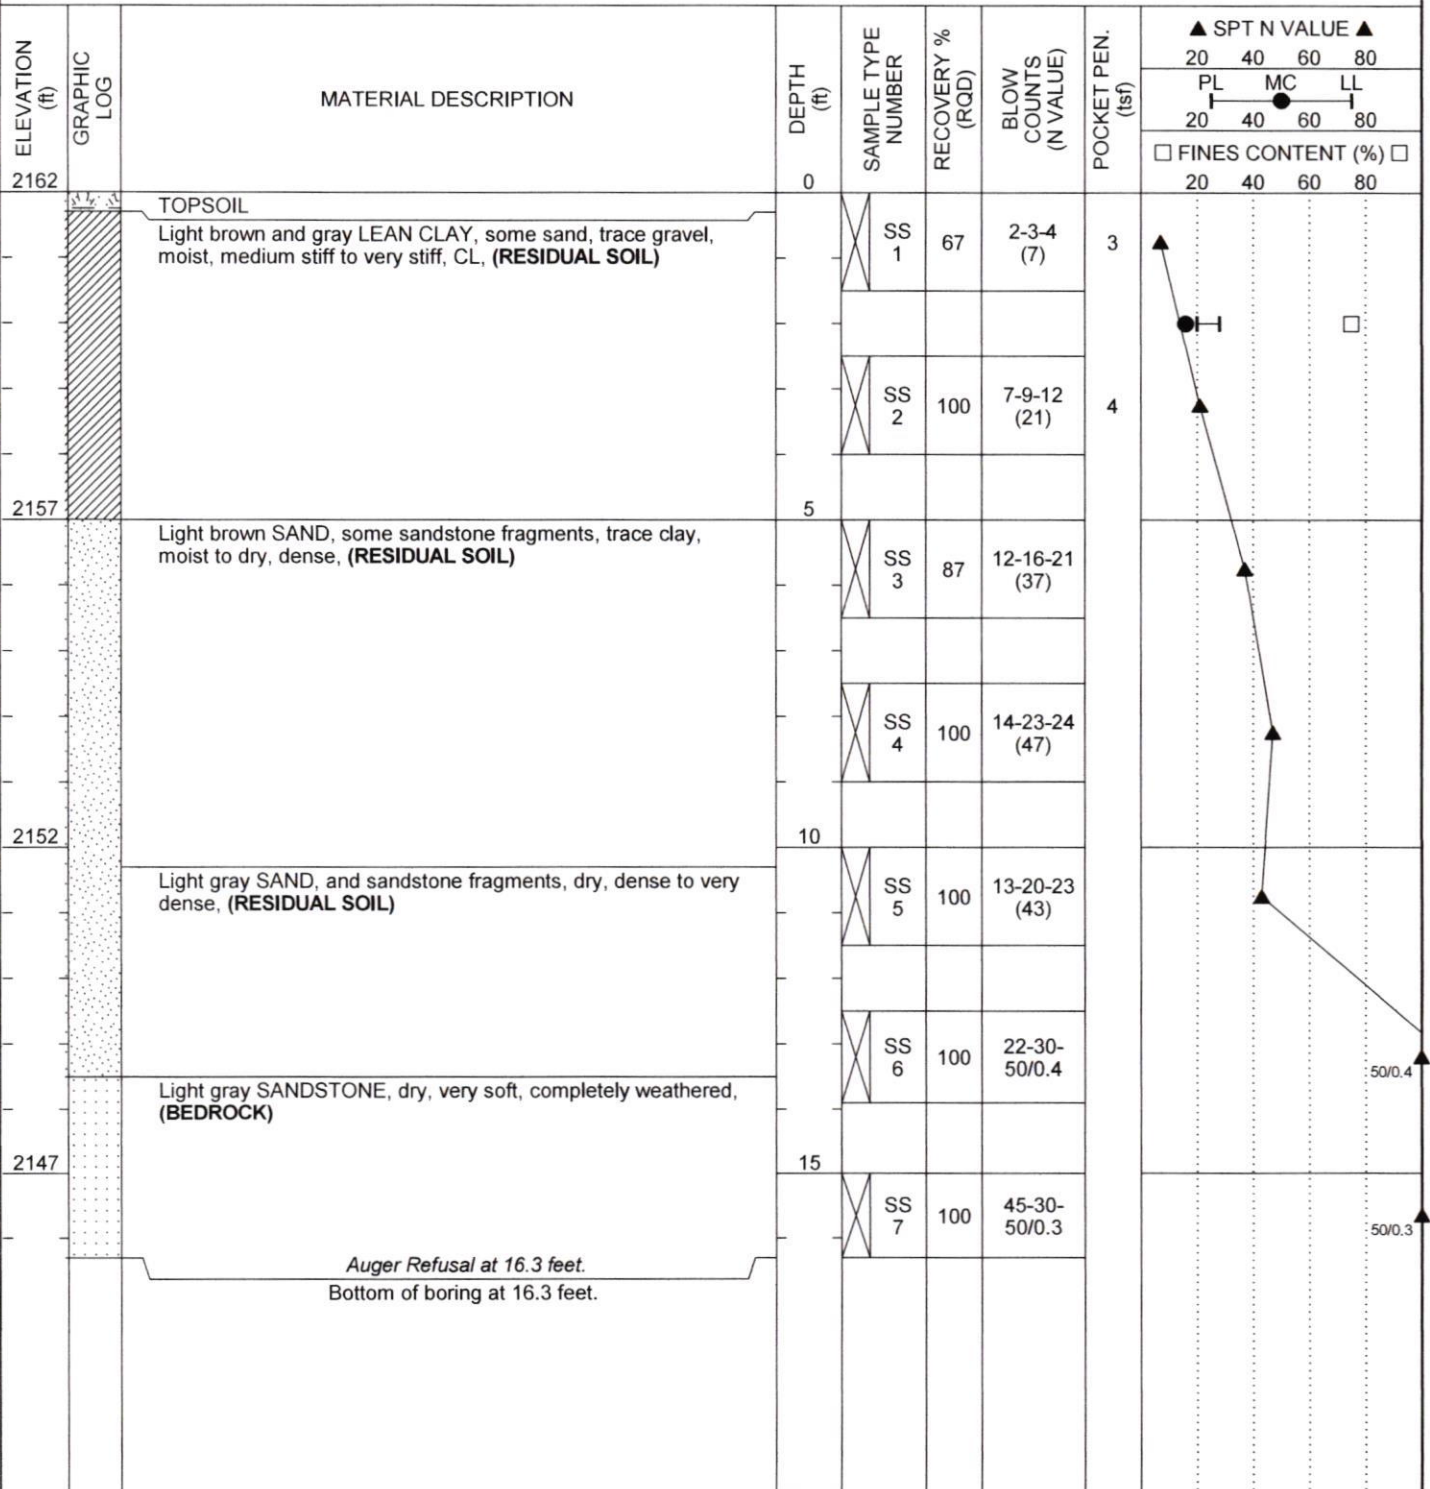 ELEVATION
(ft)
GRAPHIC
LOG
MATERIAL DESCRIPTION
DEPTH
(ft)
SAMPLE TYPE
NUMBER
RECOVERY %
(RQD)
BLOW
COUNTS
(N VALUE)
POCKET PEN.
(tsf)
▲ SPT N VALUE ▲
20 40 60 80
PL MC LL
20 40 60 80
□ FINES CONTENT (%) □
20 40 60 80
2162
0
TOPSOIL
Light brown and gray LEAN CLAY, some sand, trace gravel,
moist, medium stiff to very stiff, CL, (RESIDUAL SOIL)
SS
1
67
2-3-4
(7)
3
SS
2
100
7-9-12
(21)
4
2157
5
Light brown SAND, some sandstone fragments, trace clay,
moist to dry, dense, (RESIDUAL SOIL)
SS
3
87
12-16-21
(37)
SS
4
100
14-23-24
(47)
2152
10
Light gray SAND, and sandstone fragments, dry, dense to very
dense, (RESIDUAL SOIL)
SS
5
100
13-20-23
(43)
SS
6
100
22-30-
50/0.4
50/0.4
Light gray SANDSTONE, dry, very soft, completely weathered,
(BEDROCK)
2147
15
SS
7
100
45-30-
50/0.3
50/0.3
Auger Refusal at 16.3 feet.
Bottom of boring at 16.3 feet.